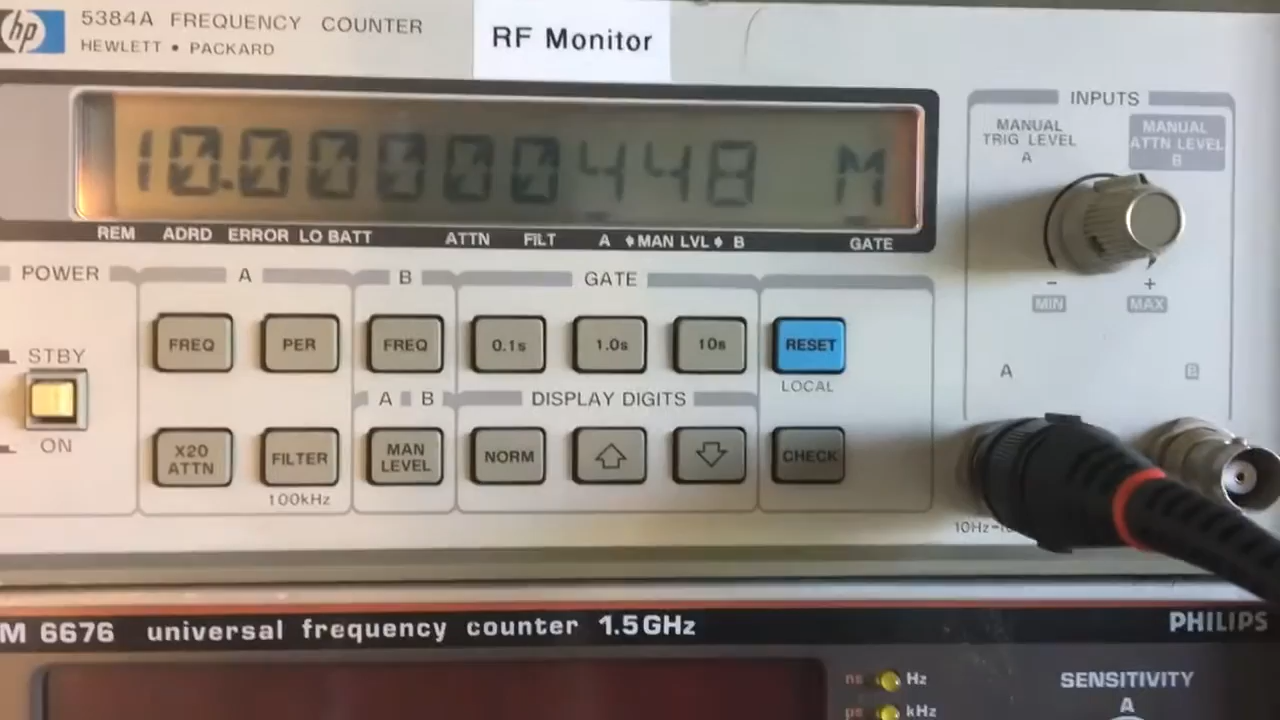 hp 5384A FREQUENCY COUNTER
HEWLETT • PACKARD
RF Monitor
10.00000448 M
REM ADRD ERROR LO BATT ATTN FILT A ♦MAN LVL♦ B GATE
INPUTS
MANUAL TRIG LEVEL A
MANUAL ATTN LEVEL B
− +
MIN MAX
A B
POWER
STBY
ON
A B GATE
FREQ PER FREQ 0.1s 1.0s 10s RESET
LOCAL
A B DISPLAY DIGITS
X20 ATTN FILTER MAN LEVEL NORM CHECK
100kHz
10Hz
M 6676 universal frequency counter 1.5GHz PHILIPS
ns Hz
ps kHz
SENSITIVITY
A